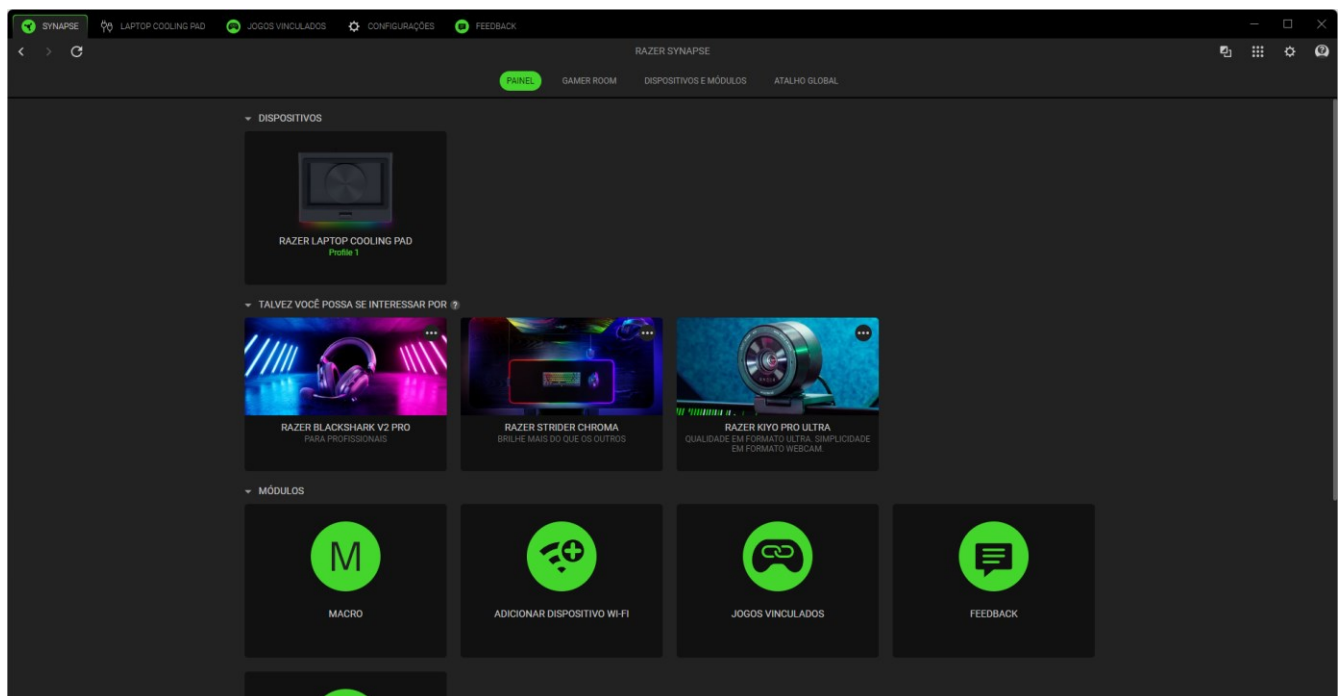 SYNAPSE
LAPTOP COOLING PAD
JOGOS VINCULADOS
CONFIGURAÇÕES
FEEDBACK
RAZER SYNAPSE
PAINEL
GAMER ROOM
DISPOSITIVOS E MÓDULOS
ATALHO GLOBAL
DISPOSITIVOS
RAZER LAPTOP COOLING PAD
Profile 1
TALVEZ VOCÊ POSSA SE INTERESSAR POR ?
RAZER BLACKSHARK V2 PRO
PARA PROFISSIONAIS
RAZER STRIDER CHROMA
BRILHE MAIS DO QUE OS OUTROS
RAZER KIYO PRO ULTRA
QUALIDADE EM FORMATO ULTRA. SIMPLICIDADE
EM FORMATO WEBCAM.
MÓDULOS
M
MACRO
ADICIONAR DISPOSITIVO WI-FI
JOGOS VINCULADOS
FEEDBACK